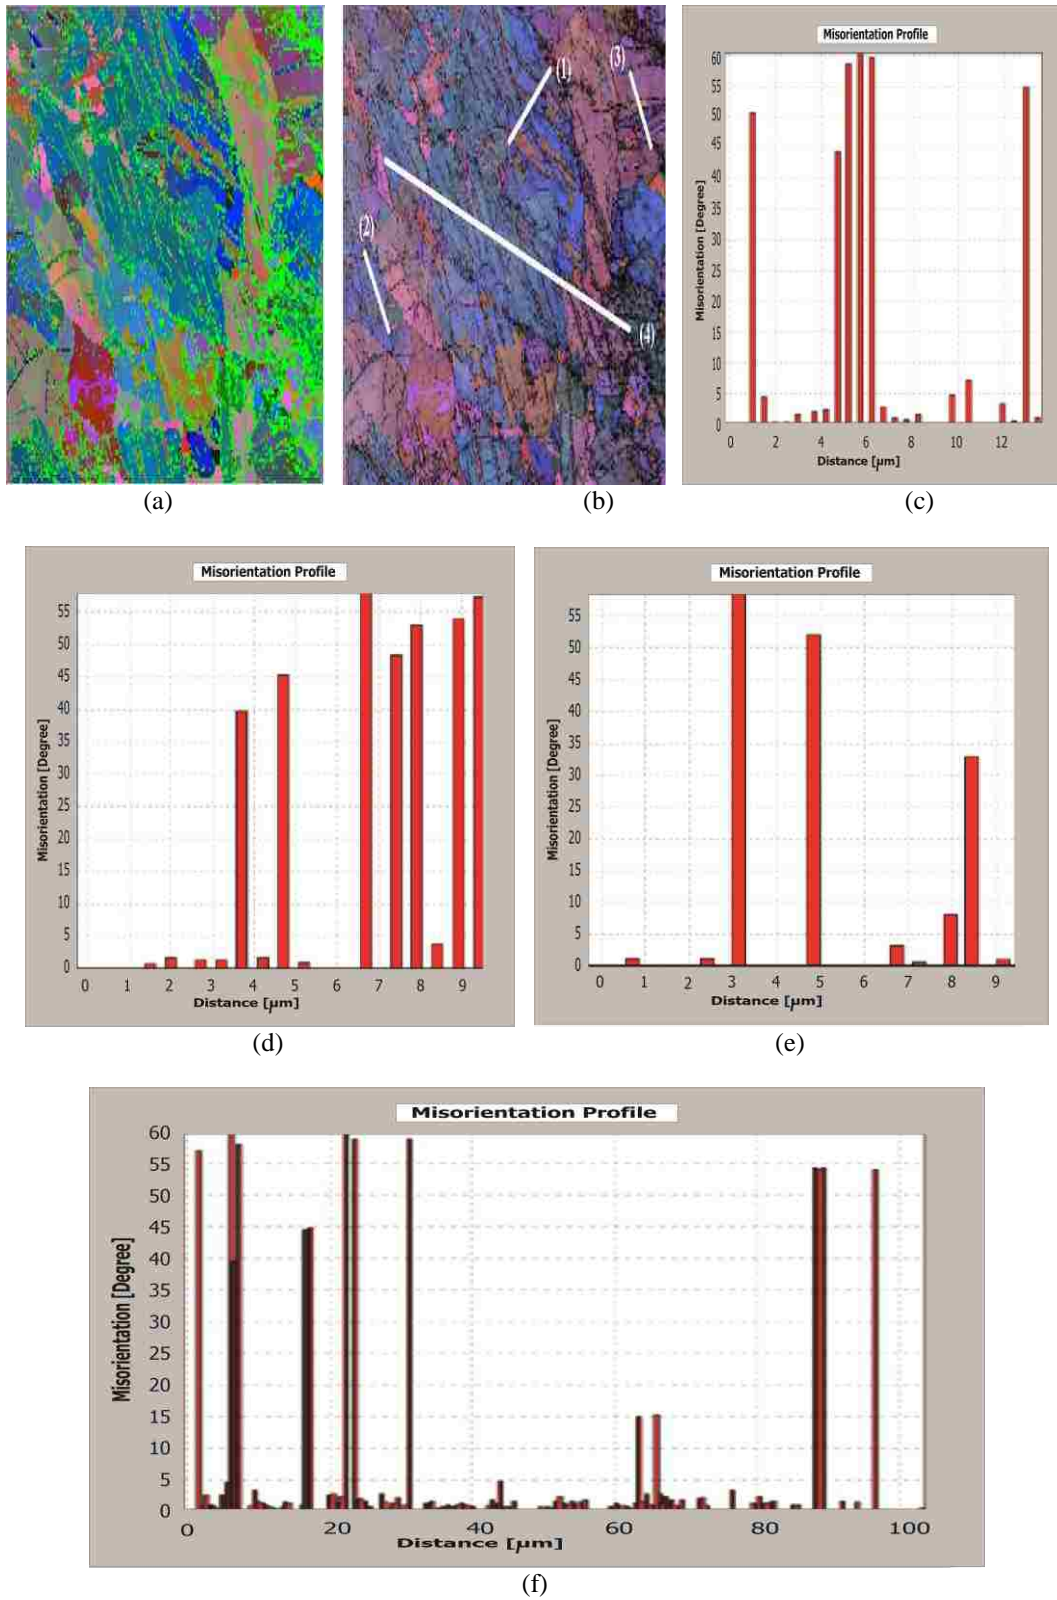 (1)
(3)
(2)
(4)
(a)
(b)
Misorientation Profile
Misorientation [Degree]
60
55
50
45
40
35
30
25
20
15
10
5
0
0 2 4 6 8 10 12
Distance [µm]
(c)
Misorientation Profile
Misorientation [Degree]
55
50
45
40
35
30
25
20
15
10
5
0
0 1 2 3 4 5 6 7 8 9
Distance [µm]
(d)
Misorientation Profile
Misorientation [Degree]
55
50
45
40
35
30
25
20
15
10
5
0
0 1 2 3 4 5 6 7 8 9
Distance [µm]
(e)
Misorientation Profile
Misorientation [Degree]
60
55
50
45
40
35
30
25
20
15
10
5
0
0 20 40 60 80 100
Distance [µm]
(f)